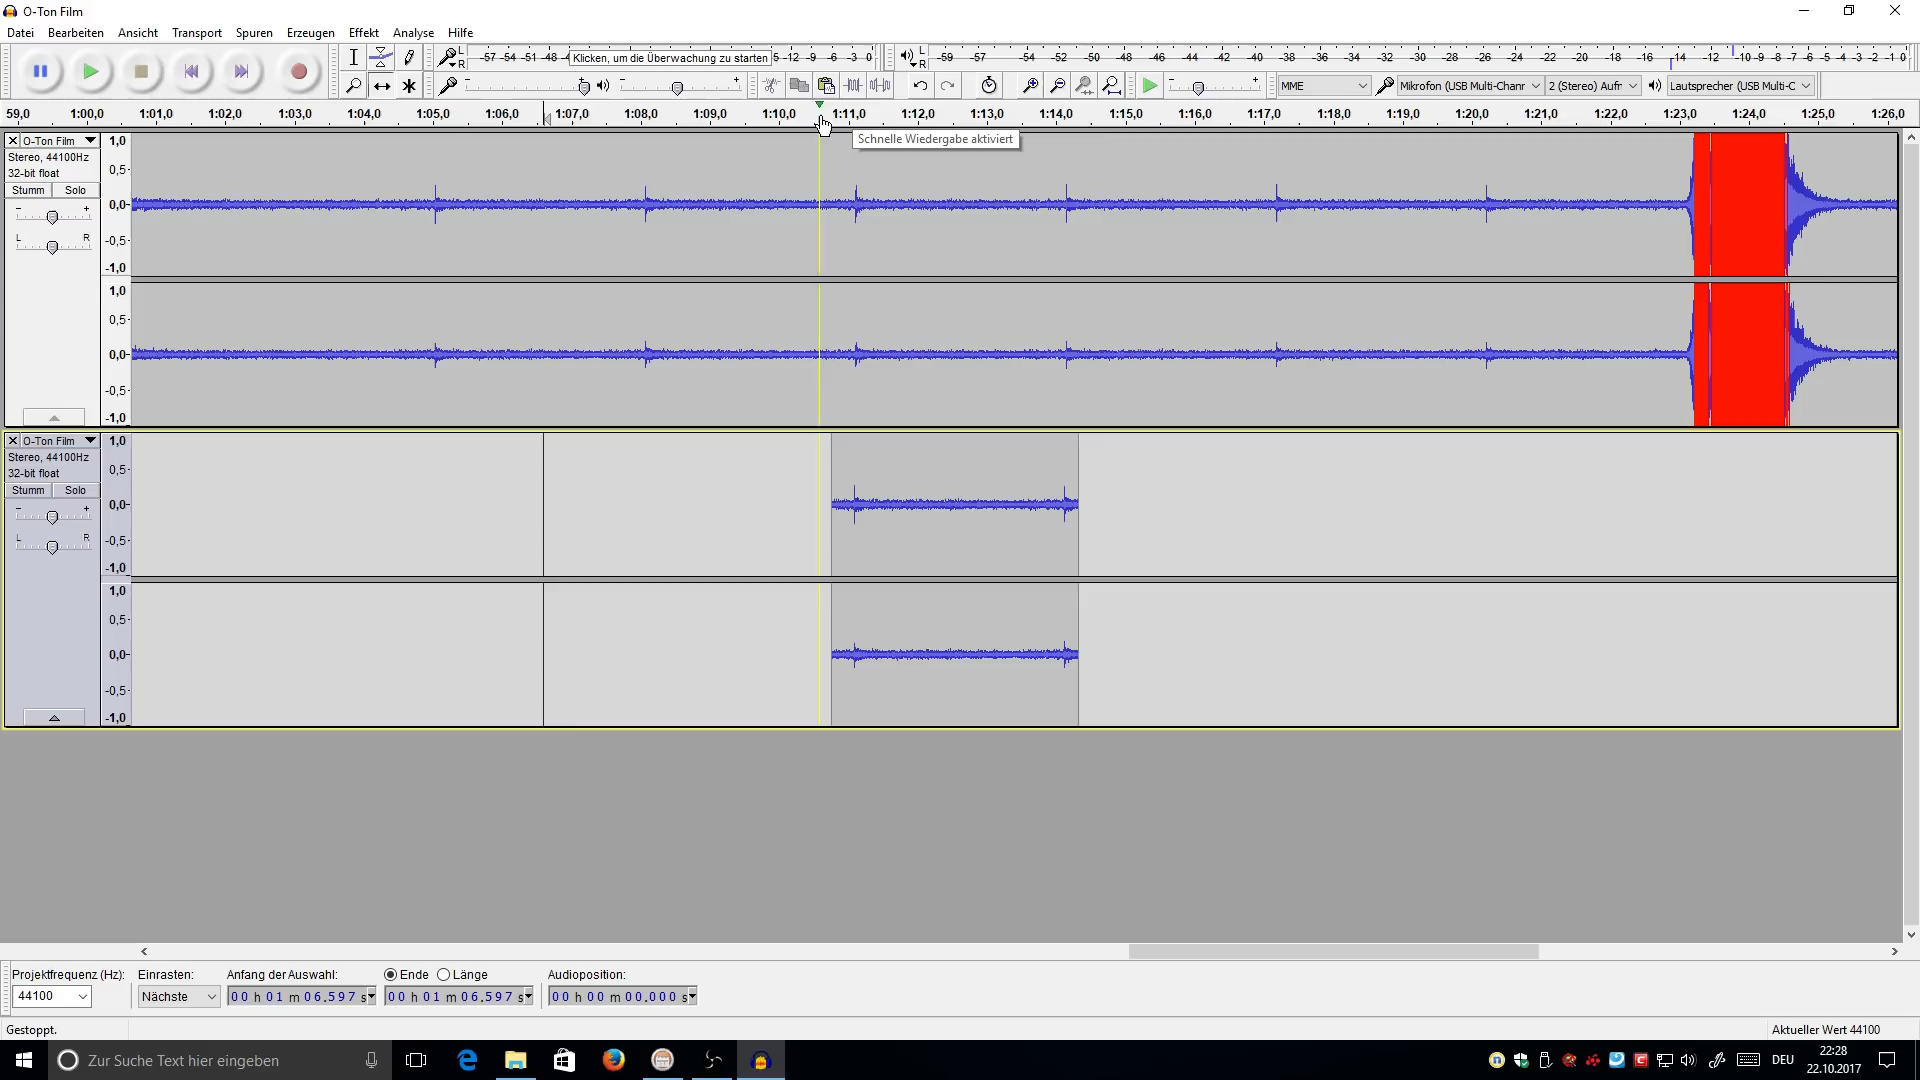 O-Ton Film
Datei Bearbeiten Ansicht Transport Spuren Erzeugen Effekt Analyse Hilfe
L R -57 -54 -51 -48 -4 Klicken, um die Überwachung zu starten 5 -12 -9 -6 -3 0 L R -59 -57 -54 -51 -48 -45 -42 -39 -36 -34 -32 -30 -28 -26 -24 -22 -20 -18 -16 -14 -12 -10 -9 -8 -7 -6 -5 -4 -3 -2 -1 0
- + - + - + MME Mikrofon (USB Multi-Chanr 2 (Stereo) Aufr Lautsprecher (USB Multi-C
59,0 1:00,0 1:01,0 1:02,0 1:03,0 1:04,0 1:05,0 1:06,0 1:07,0 1:08,0 1:09,0 1:10,0 1:11,0 1:12,0 1:13,0 1:14,0 1:15,0 1:16,0 1:17,0 1:18,0 1:19,0 1:20,0 1:21,0 1:22,0 1:23,0 1:24,0 1:25,0 1:26,0
Schnelle Wiedergabe aktiviert
O-Ton Film
Stereo, 44100Hz
32-bit float
Stumm Solo
- +
L R
1,0
0,5-
0,0-
-0,5-
-1,0
1,0
0,5-
0,0-
-0,5-
-1,0
O-Ton Film
Stereo, 44100Hz
32-bit float
Stumm Solo
- +
L R
1,0
0,5-
0,0-
-0,5-
-1,0
1,0
0,5-
0,0-
-0,5-
-1,0
Projektfrequenz (Hz): Einrasten: Anfang der Auswahl: Ende Länge Audioposition:
44100 Nächste 00 h 01 m 06.597 s 00 h 01 m 06.597 s 00 h 00 m 00.000 s
Gestoppt. Aktueller Wert 44100
Zur Suche Text hier eingeben
DEU
22:28
22.10.2017